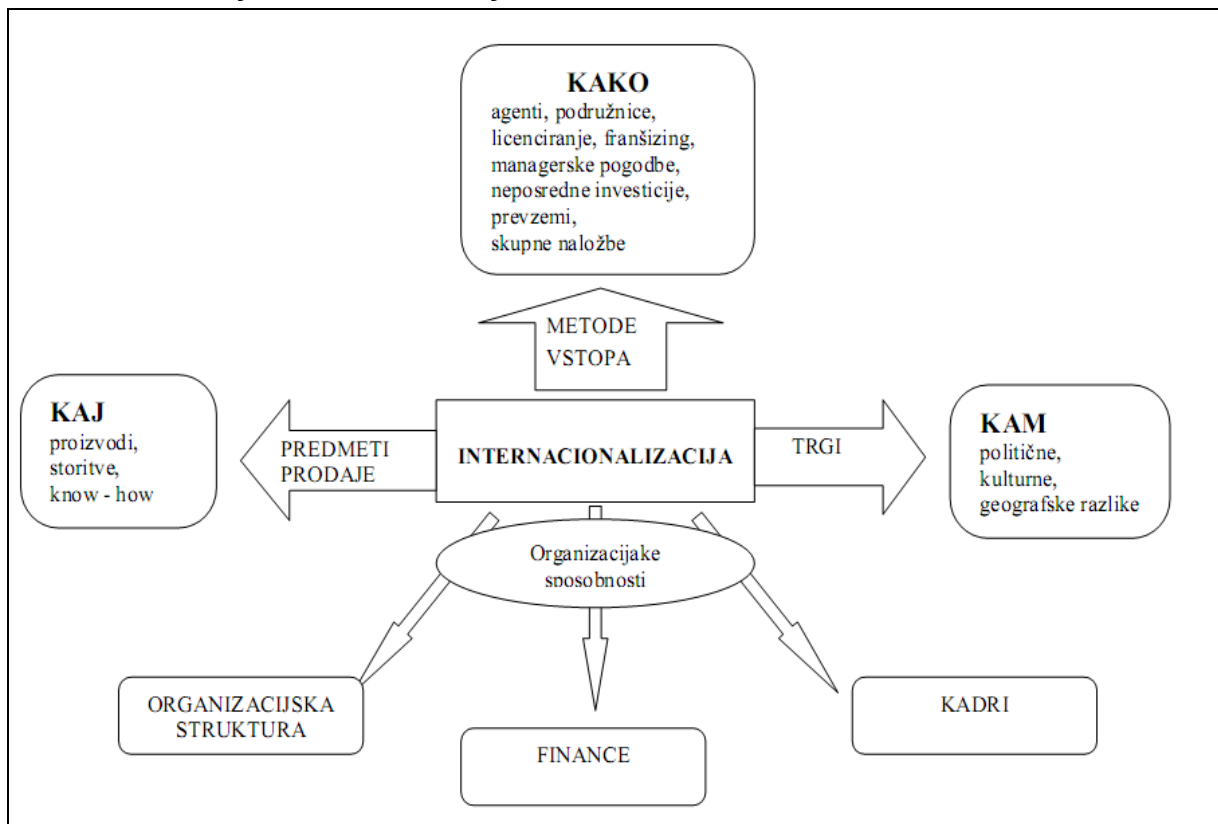 KAKO
agenti, podružnice,
licenciranje, franšizing,
managerske pogodbe,
neposredne investicije,
prevzemi,
skupne naložbe
METODE
VSTOPA
KAJ
proizvodi,
storitve,
know - how
PREDMETI
PRODAJE
INTERNACIONALIZACIJA
TRGI
KAM
politične,
kulturne,
geografske razlike
Organizacijake
sposobnosti
ORGANIZACIJSKA
STRUKTURA
FINANCE
KADRI